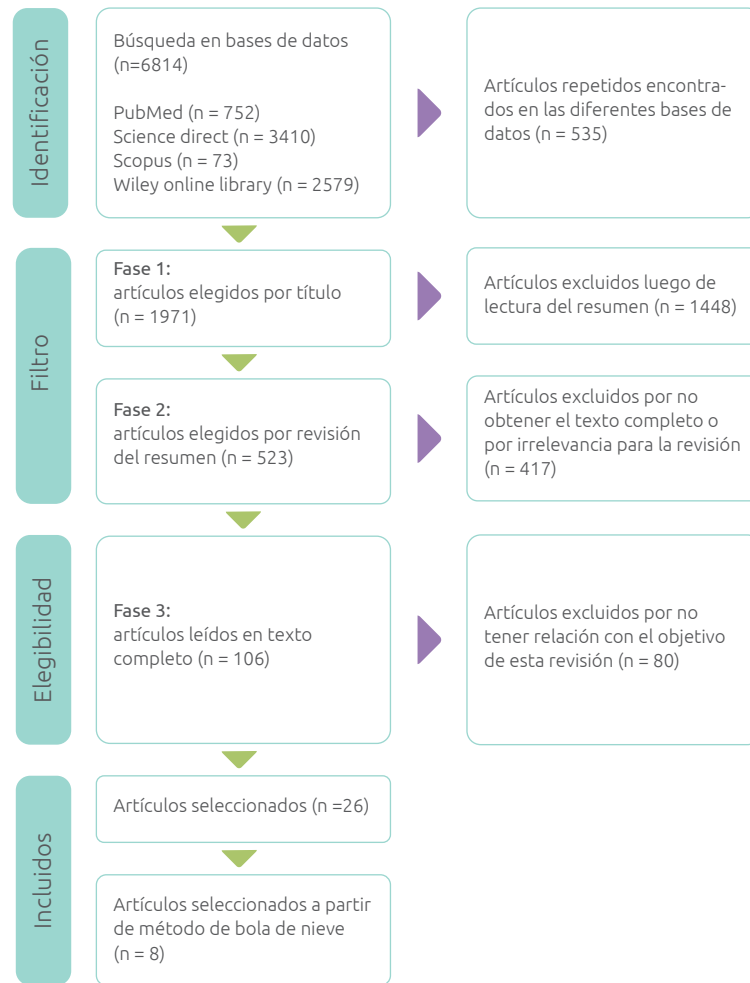 Identificación
Búsqueda en bases de datos
(n=6814)
PubMed (n = 752)
Science direct (n = 3410)
Scopus (n = 73)
Wiley online library (n = 2579)
Artículos repetidos encontra-
dos en las diferentes bases de
datos (n = 535)
Filtro
Fase 1:
artículos elegidos por título
(n = 1971)
Artículos excluidos luego de
lectura del resumen (n = 1448)
Fase 2:
artículos elegidos por revisión
del resumen (n = 523)
Artículos excluidos por no
obtener el texto completo o
por irrelevancia para la revisión
(n = 417)
Elegibilidad
Fase 3:
artículos leídos en texto
completo (n = 106)
Artículos excluidos por no
tener relación con el objetivo
de esta revisión (n = 80)
Incluidos
Artículos seleccionados (n =26)
Artículos seleccionados a partir
de método de bola de nieve
(n = 8)